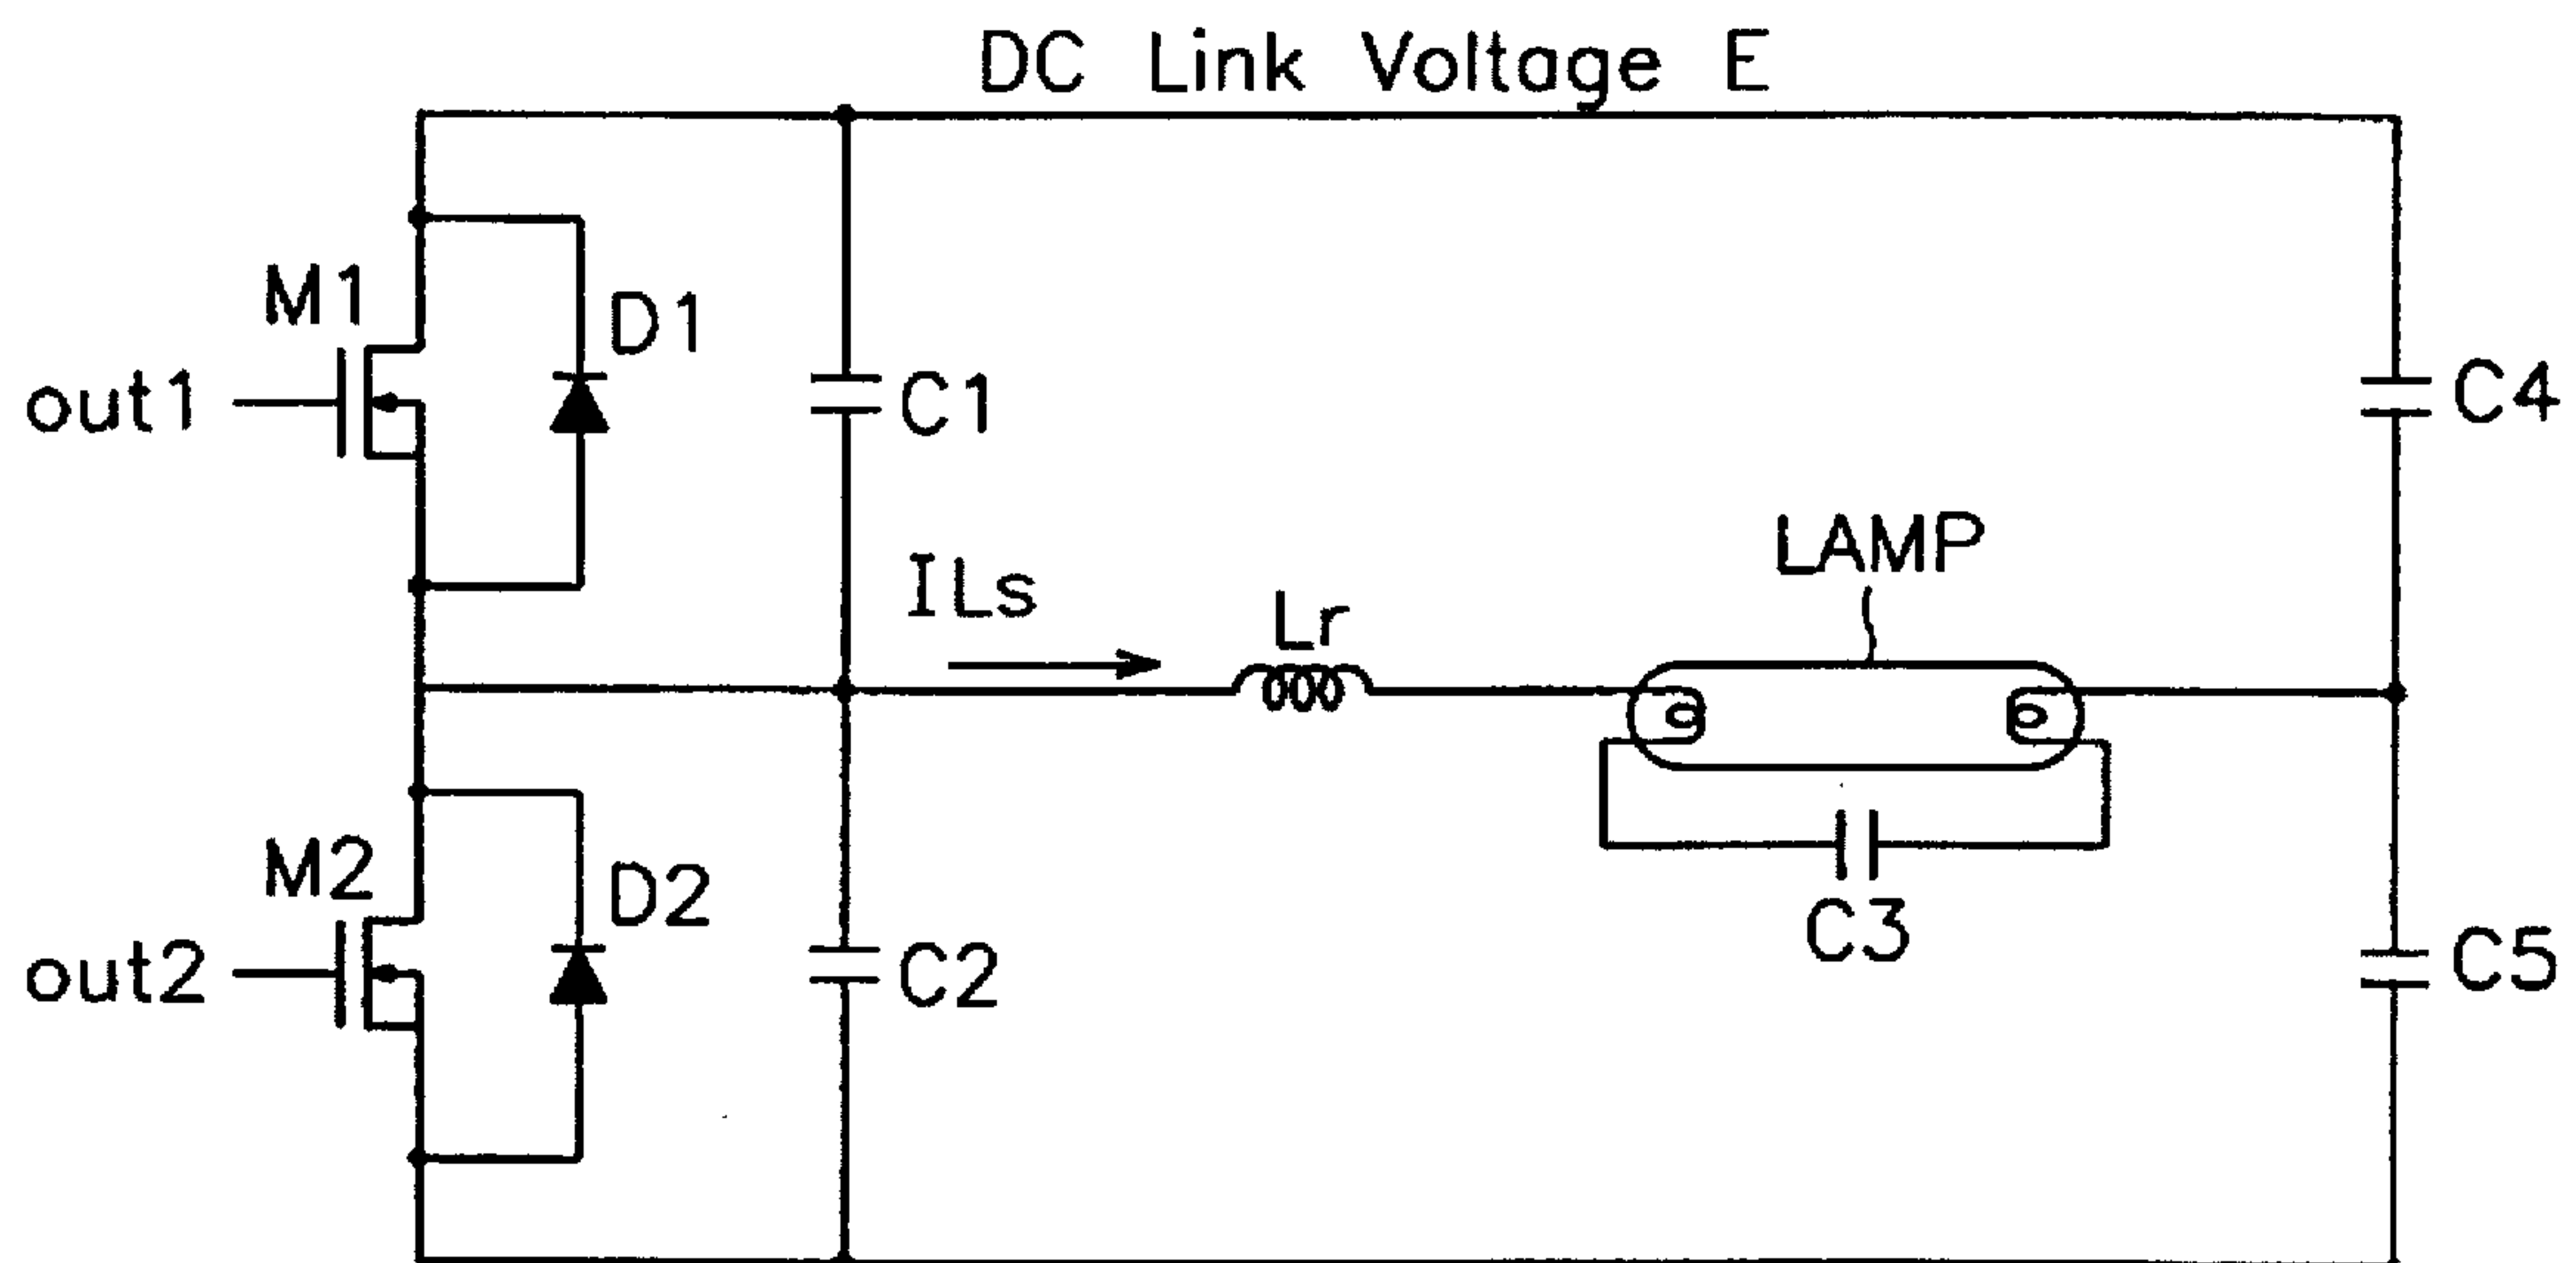 DC Link Voltage E
M1
D1
out1
C1
C4
ILs
Lr
LAMP
M2
D2
out2
C2
C3
C5